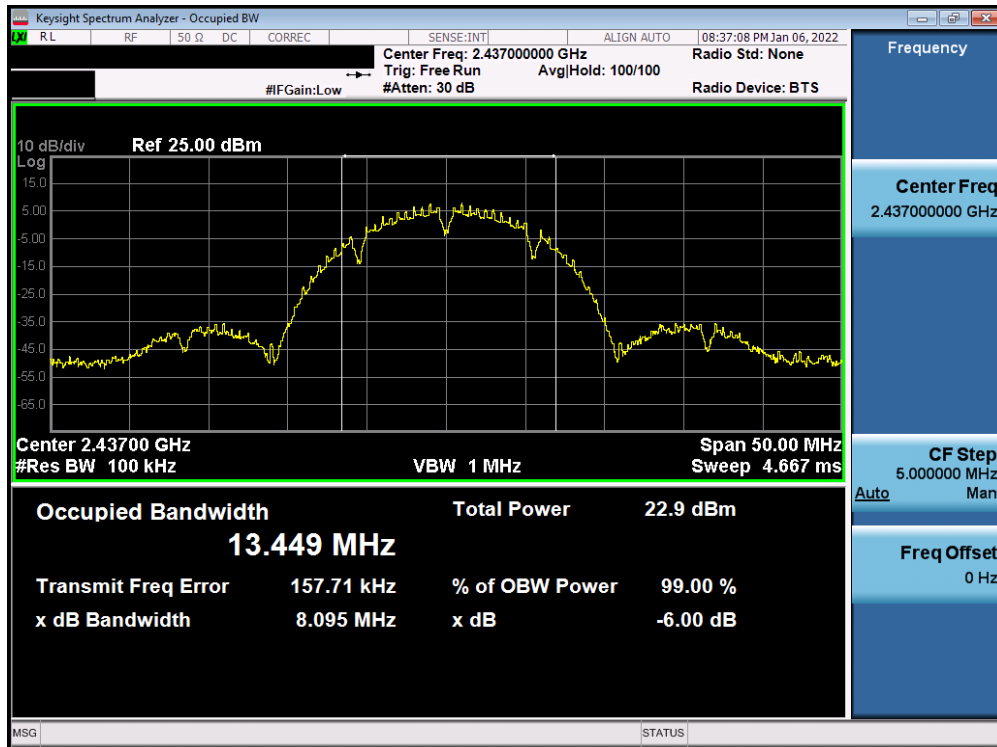 Keysight Spectrum Analyzer - Occupied BW
LXI RL RF 50 Ω DC CORREC SENSE:INT ALIGN AUTO 08:37:08 PM Jan 06, 2022
Center Freq: 2.437000000 GHz Radio Std: None
Trig: Free Run Avg|Hold: 100/100
#IFGain:Low #Atten: 30 dB Radio Device: BTS
10 dB/div Ref 25.00 dBm
Log
15.0
5.00
-5.00
-15.0
-25.0
-35.0
-45.0
-55.0
-65.0
Center 2.43700 GHz Span 50.00 MHz
#Res BW 100 kHz VBW 1 MHz Sweep 4.667 ms
Occupied Bandwidth Total Power 22.9 dBm
13.449 MHz
Transmit Freq Error 157.71 kHz % of OBW Power 99.00 %
x dB Bandwidth 8.095 MHz x dB -6.00 dB
MSG STATUS
Frequency
Center Freq
2.437000000 GHz
CF Step
5.000000 MHz
Auto Man
Freq Offset
0 Hz